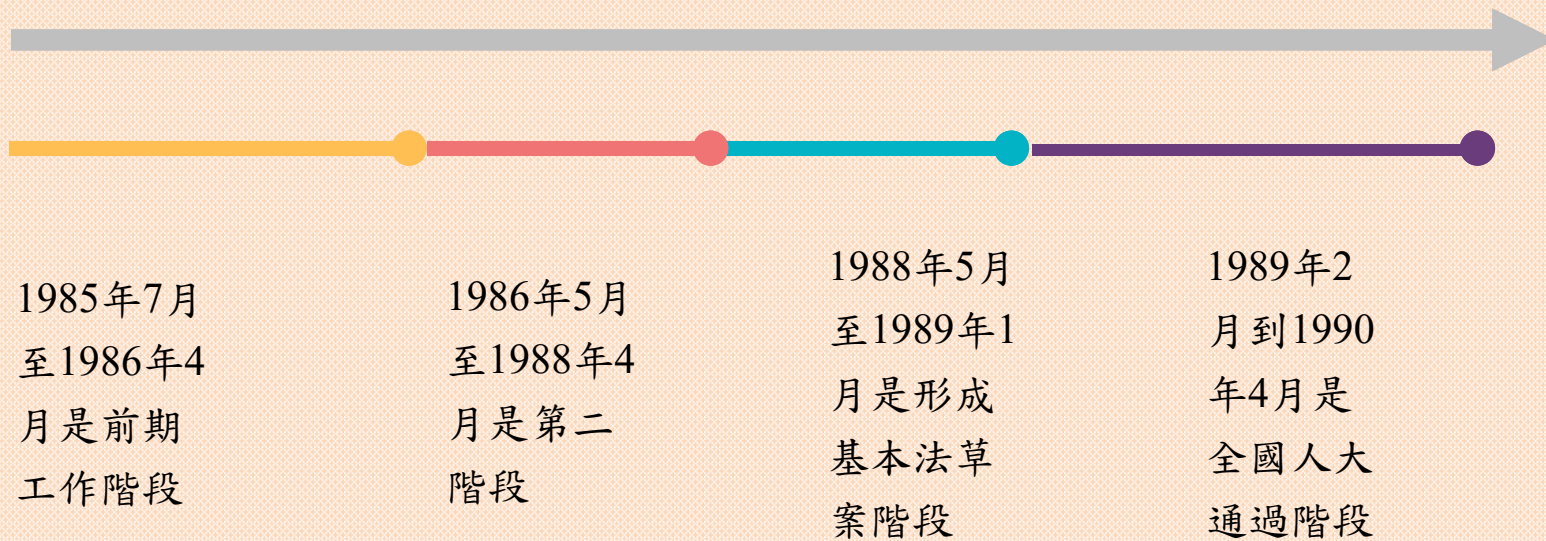 1985年7月
至1986年4
月是前期
工作階段
1986年5月
至1988年4
月是第二
階段
1988年5月
至1989年1
月是形成
基本法草
案階段
1989年2
月到1990
年4月是
全國人大
通過階段